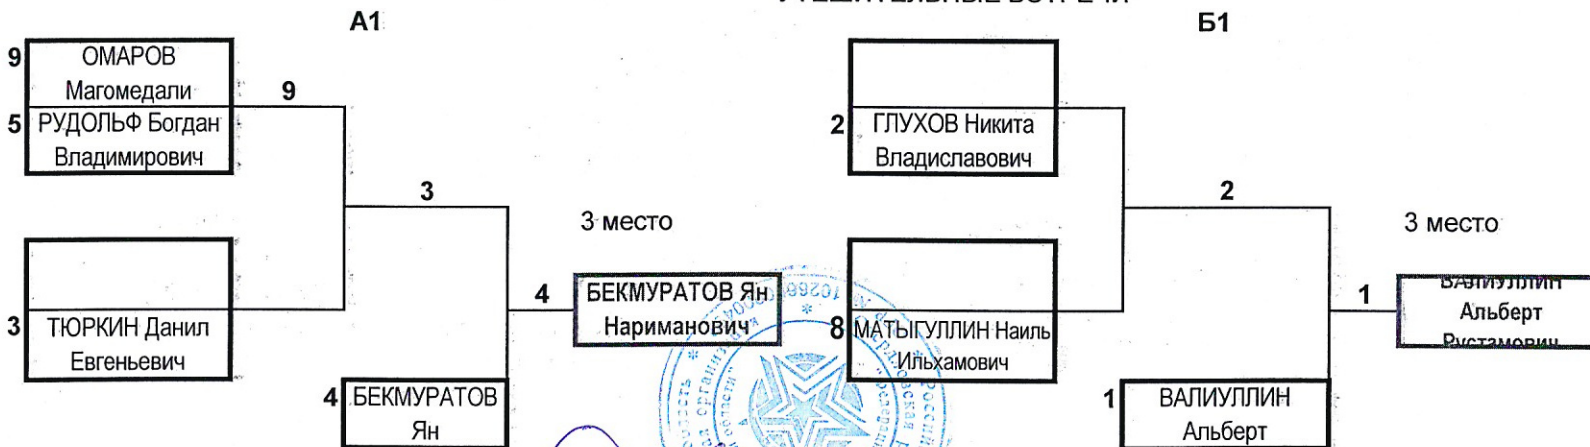 А1
Б1
9 ОМАРОВ
Магомедали
9
5 РУДОЛЬФ Богдан
Владимирович
3
3 ТЮРКИН Данил
Евгеньевич
3 место
4
БЕКМУРАТОВ Ян
Нариманович
4 БЕКМУРАТОВ
Ян
2 ГЛУХОВ Никита
Владиславович
2
8 МАТЫГУЛЛИН Наиль
Ильхамович
3 место
1
ВАЛИУЛЛИН
Альберт
Рустамович
1 ВАЛИУЛЛИН
Альберт